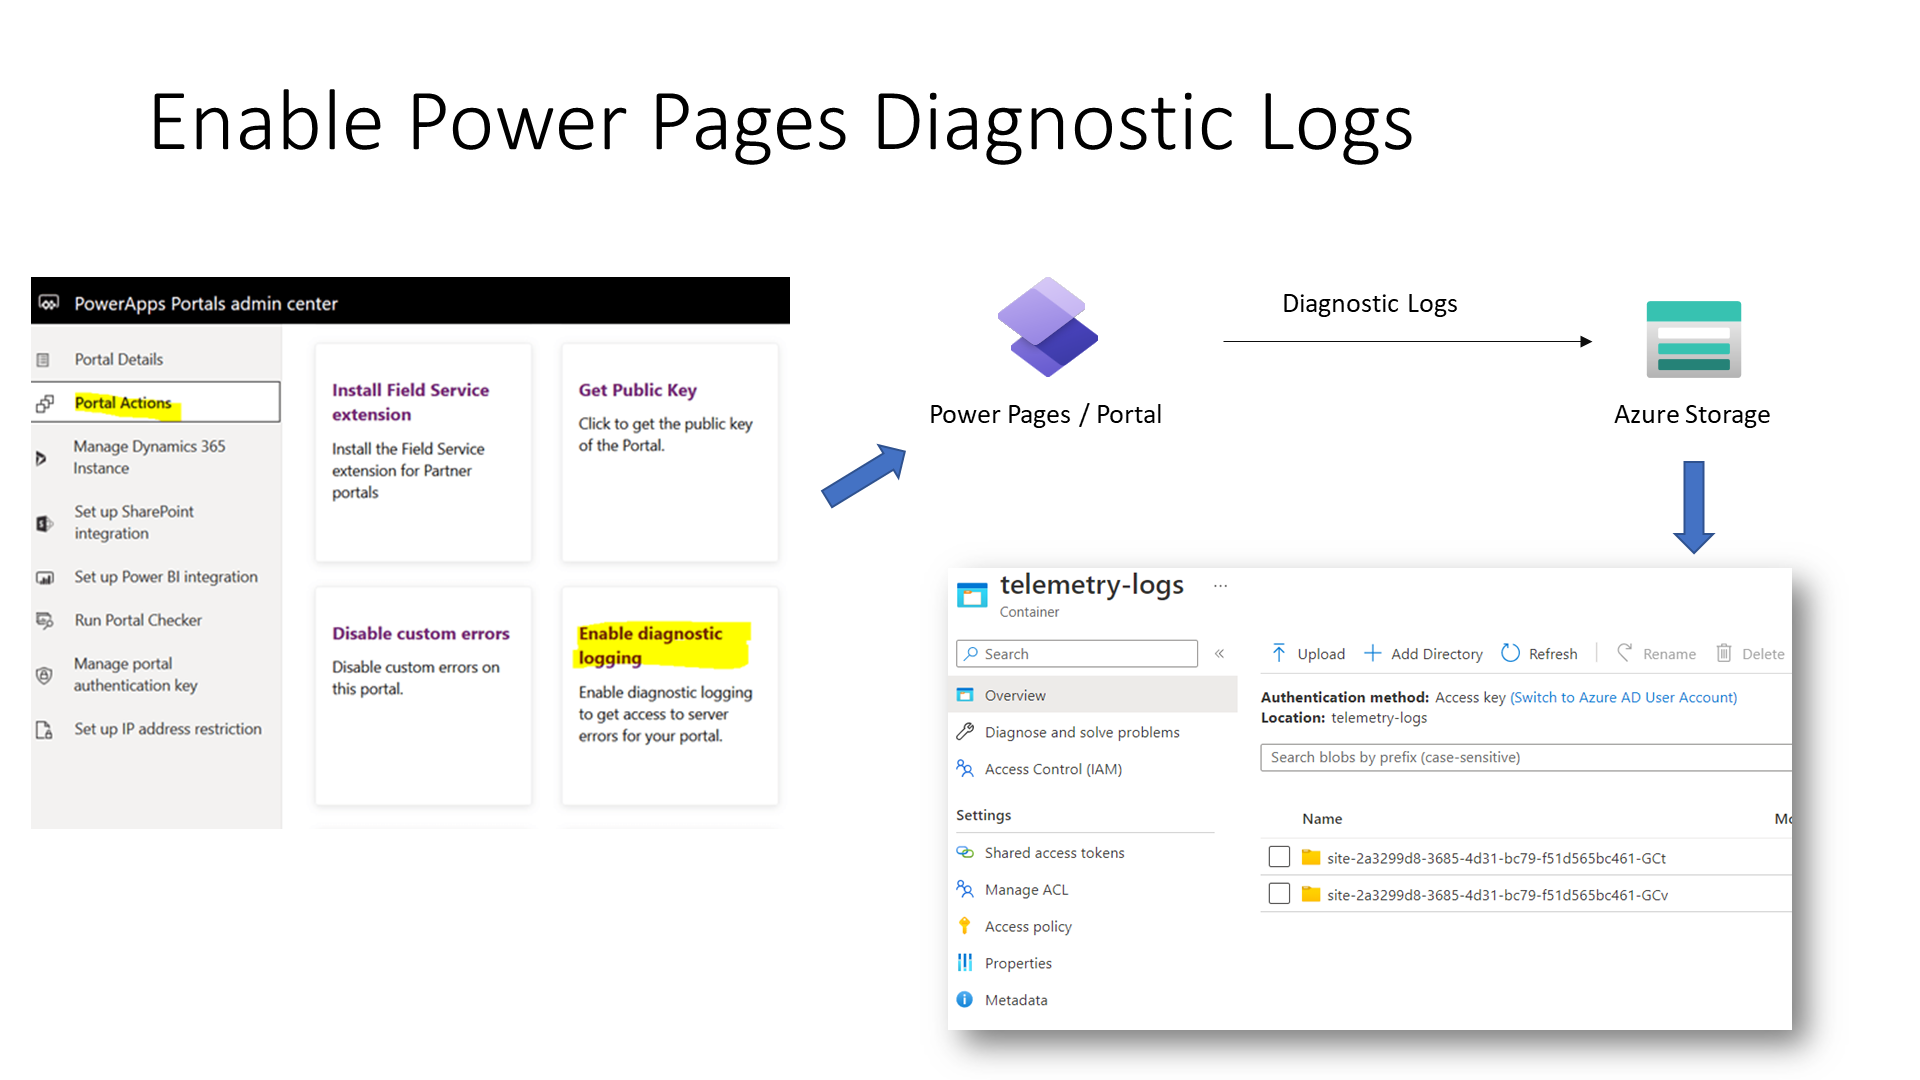 Enable Power Pages Diagnostic Logs
PowerApps Portals admin center
Portal Details
Portal Actions
Manage Dynamics 365
Instance
Set up SharePoint
integration
Set up Power BI integration
Run Portal Checker
Manage portal
authentication key
Set up IP address restriction
Install Field Service
extension
Install the Field Service
extension for Partner
portals
Get Public Key
Click to get the public key
of the Portal.
Disable custom errors
Disable custom errors on
this portal.
Enable diagnostic
logging
Enable diagnostic logging
to get access to server
errors for your portal.
Power Pages / Portal
Diagnostic Logs
Azure Storage
telemetry-logs ...
Container
Search «
Overview
Diagnose and solve problems
Access Control (IAM)
Settings
Shared access tokens
Manage ACL
Access policy
Properties
Metadata
Upload Add Directory Refresh Rename Delete
Authentication method: Access key (Switch to Azure AD User Account)
Location: telemetry-logs
Search blobs by prefix (case-sensitive)
Name
site-2a3299d8-3685-4d31-bc79-f51d565bc461-GCt
site-2a3299d8-3685-4d31-bc79-f51d565bc461-GCv